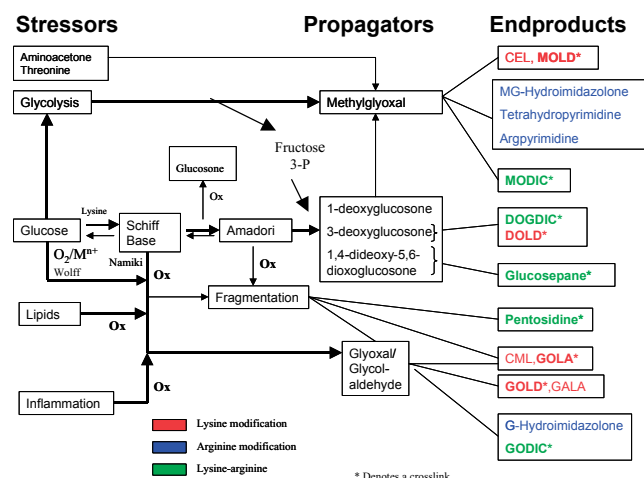 Stressors
Propagators
Endproducts
Aminoacetone
Threonine
CEL, MOLD*
Glycolysis
Methylglyoxal
MG-Hydroimidazolone
Tetrahydropyrimidine
Argpyrimidine
Fructose
3-P
Glucosone
Ox
MODIC*
1-deoxyglucosone
3-deoxyglucosone}
1,4-dideoxy-5,6-
dioxoglucosone
DOGDIC*
DOLD*
Glucose
Lysine
Schiff
Base
Amadori
O₂/Mⁿ⁺
Wolff
Namiki
Ox
Ox
Glucosepane*
Fragmentation
Lipids
Ox
Pentosidine*
Glyoxal/
Glycol-
aldehyde
CML,GOLA*
GOLD*,GALA
Inflammation
Ox
G-Hydroimidazolone
GODIC*
Lysine modification
Arginine modification
Lysine-arginine
* Denotes a crosslink